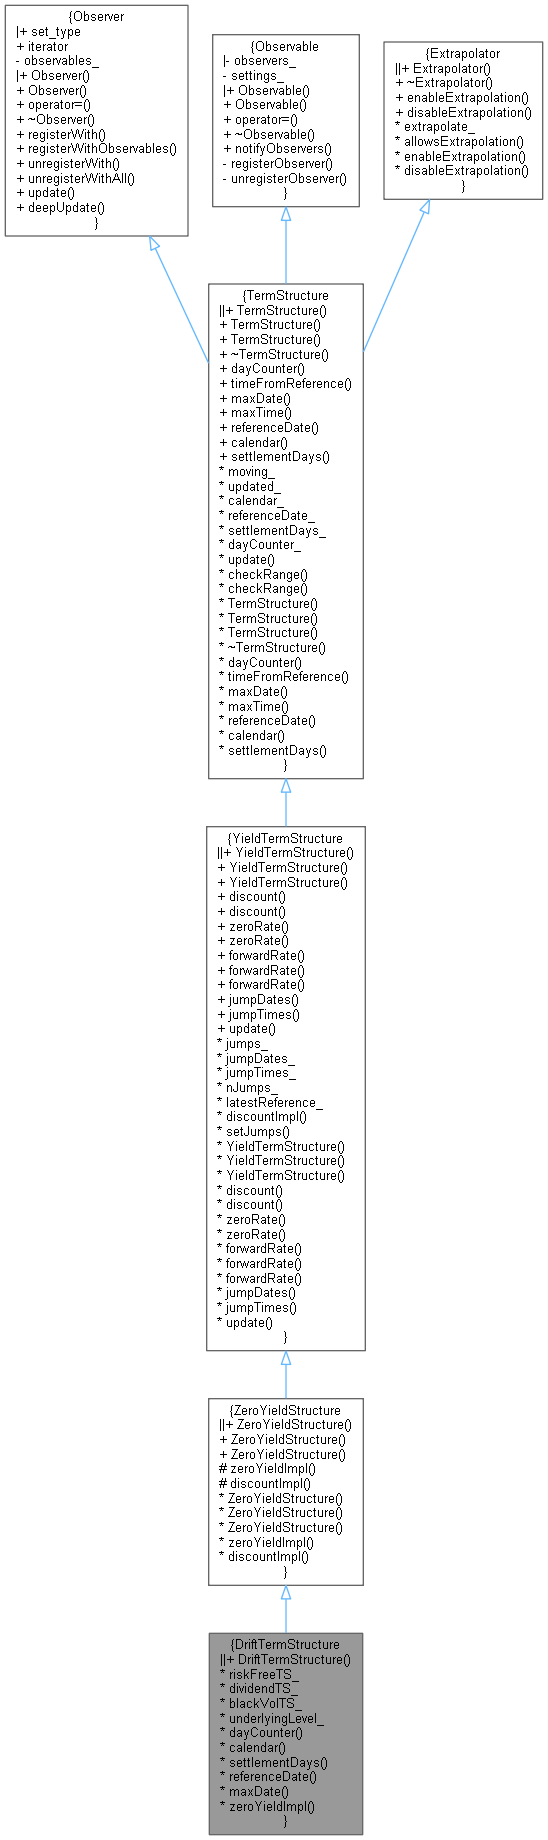 {Observer
|+ set_type
+ iterator
- observables_
|+ Observer()
+ Observer()
+ operator=()
+ ~Observer()
+ registerWith()
+ registerWithObservables()
+ unregisterWith()
+ unregisterWithAll()
+ update()
+ deepUpdate()
}
{Observable
|- observers_
- settings_
|+ Observable()
+ Observable()
+ operator=()
+ ~Observable()
+ notifyObservers()
- registerObserver()
- unregisterObserver()
}
{Extrapolator
||+ Extrapolator()
+ ~Extrapolator()
+ enableExtrapolation()
+ disableExtrapolation()
* extrapolate_
* allowsExtrapolation()
* enableExtrapolation()
* disableExtrapolation()
}
{TermStructure
||+ TermStructure()
+ TermStructure()
+ TermStructure()
+ ~TermStructure()
+ dayCounter()
+ timeFromReference()
+ maxDate()
+ maxTime()
+ referenceDate()
+ calendar()
+ settlementDays()
* moving_
* updated_
* calendar_
* referenceDate_
* settlementDays_
* dayCounter_
* update()
* checkRange()
* checkRange()
* TermStructure()
* TermStructure()
* TermStructure()
* ~TermStructure()
* dayCounter()
* timeFromReference()
* maxDate()
* maxTime()
* referenceDate()
* calendar()
* settlementDays()
}
{YieldTermStructure
||+ YieldTermStructure()
+ YieldTermStructure()
+ YieldTermStructure()
+ discount()
+ discount()
+ zeroRate()
+ zeroRate()
+ forwardRate()
+ forwardRate()
+ forwardRate()
+ jumpDates()
+ jumpTimes()
+ update()
* jumps_
* jumpDates_
* jumpTimes_
* nJumps_
* latestReference_
* discountImpl()
* setJumps()
* YieldTermStructure()
* YieldTermStructure()
* YieldTermStructure()
* discount()
* discount()
* zeroRate()
* zeroRate()
* forwardRate()
* forwardRate()
* forwardRate()
* jumpDates()
* jumpTimes()
* update()
}
{ZeroYieldStructure
||+ ZeroYieldStructure()
+ ZeroYieldStructure()
+ ZeroYieldStructure()
# zeroYieldImpl()
# discountImpl()
* ZeroYieldStructure()
* ZeroYieldStructure()
* ZeroYieldStructure()
* zeroYieldImpl()
* discountImpl()
}
{DriftTermStructure
||+ DriftTermStructure()
* riskFreeTS_
* dividendTS_
* blackVolTS_
* underlyingLevel_
* dayCounter()
* calendar()
* settlementDays()
* referenceDate()
* maxDate()
* zeroYieldImpl()
}